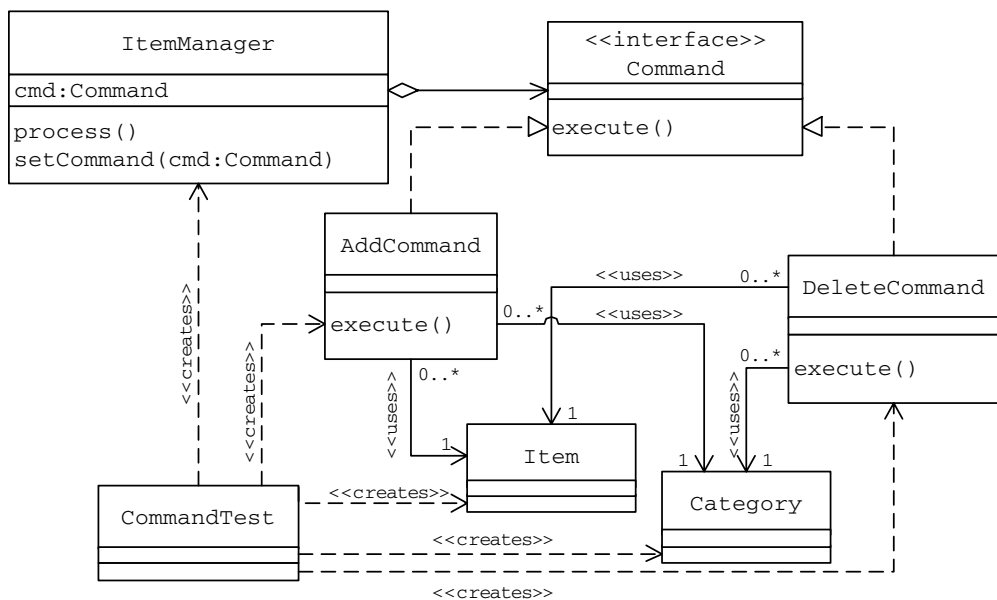 ItemManager
cmd:Command
process()
setCommand(cmd:Command)
<<interface>>
Command
execute()
AddCommand
execute()
0..*
0..*
<<uses>>
<<uses>>
0..*
DeleteCommand
execute()
0..*
<<uses>>
<<uses>>
<<creates>>
<<creates>>
1
1
Item
1
1
Category
CommandTest
<<creates>>
<<creates>>
<<creates>>